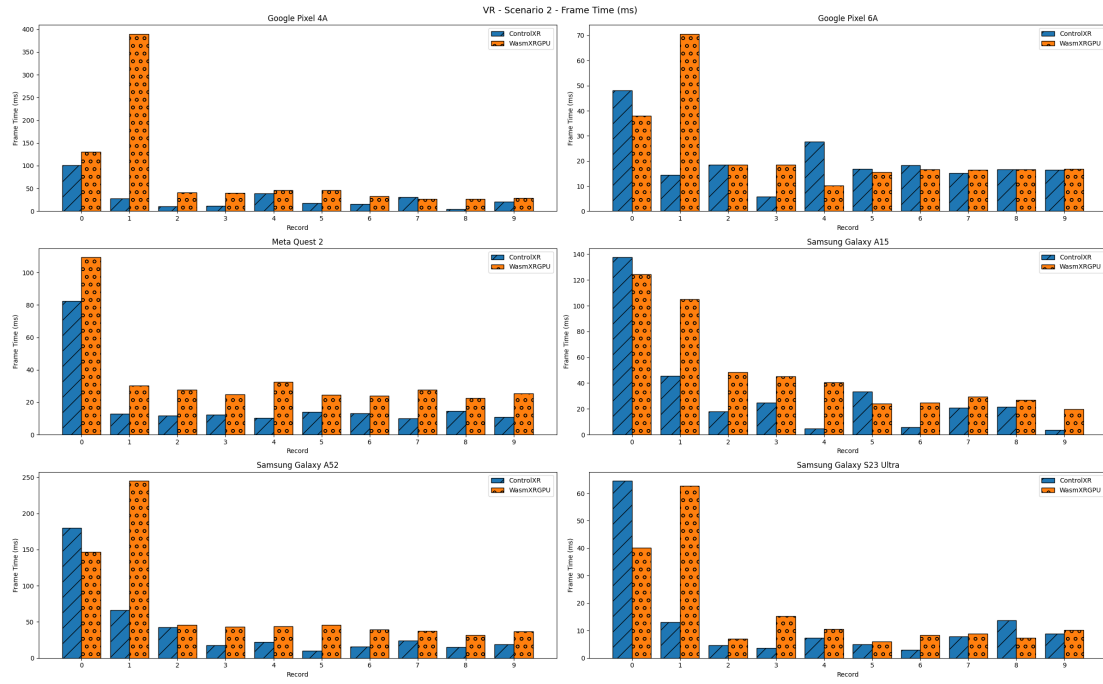 VR - Scenario 2 - Frame Time (ms)
Google Pixel 4A
Frame Time (ms)
400
350
300
250
200
150
100
50
0
0 1 2 3 4 5 6 7 8 9
Record
ControlXR
WasmXRGPU
Google Pixel 6A
Frame Time (ms)
70
60
50
40
30
20
10
0
0 1 2 3 4 5 6 7 8 9
Record
ControlXR
WasmXRGPU
Meta Quest 2
Frame Time (ms)
100
80
60
40
20
0
0 1 2 3 4 5 6 7 8 9
Record
ControlXR
WasmXRGPU
Samsung Galaxy A15
Frame Time (ms)
140
120
100
80
60
40
20
0
0 1 2 3 4 5 6 7 8 9
Record
ControlXR
WasmXRGPU
Samsung Galaxy A52
Frame Time (ms)
250
200
150
100
50
0
0 1 2 3 4 5 6 7 8 9
Record
ControlXR
WasmXRGPU
Samsung Galaxy S23 Ultra
Frame Time (ms)
60
50
40
30
20
10
0
0 1 2 3 4 5 6 7 8 9
Record
ControlXR
WasmXRGPU